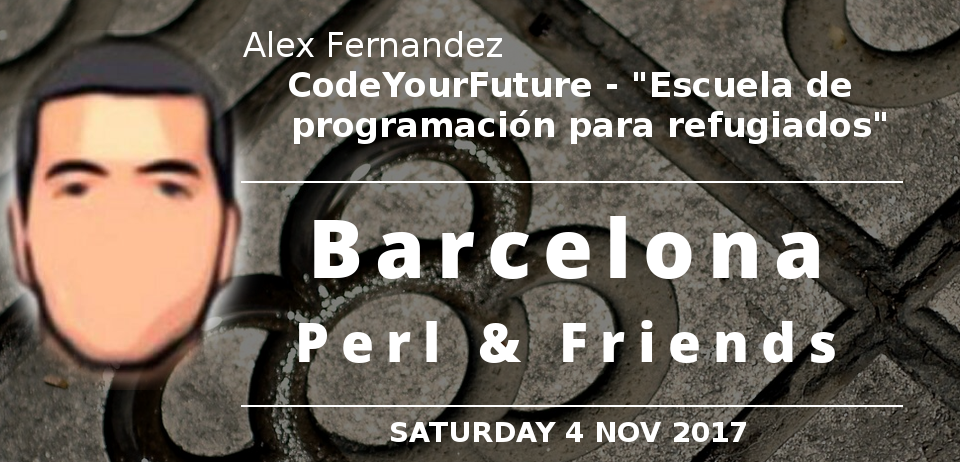 Alex Fernandez
CodeYourFuture - "Escuela de
programación para refugiados"
Barcelona
Perl & Friends
SATURDAY 4 NOV 2017